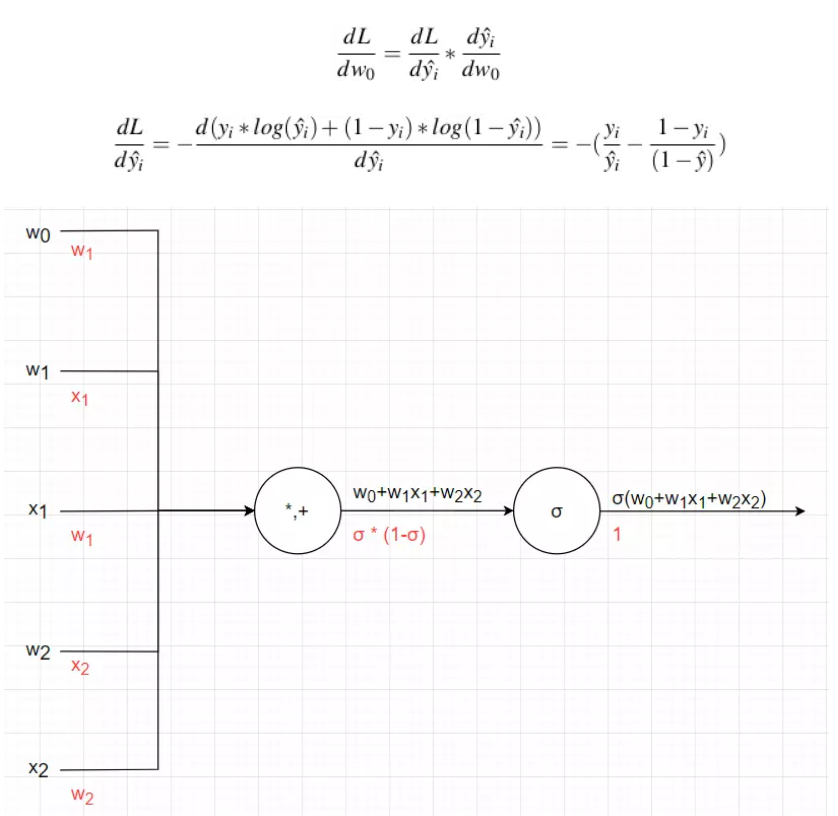 dL/dw₀ = dL/dŷᵢ * dŷᵢ/dw₀
dL/dŷᵢ = − d(yᵢ * log(ŷᵢ) + (1 − yᵢ) * log(1 − ŷᵢ))/dŷᵢ = −(yᵢ/ŷᵢ − (1 − yᵢ)/(1 − ŷ))
w0
w₁
w1
x₁
x1
w₁
*,+
w₀+w₁x₁+w₂x₂
σ * (1-σ)
σ
σ(w₀+w₁x₁+w₂x₂)
1
w2
x₂
x2
w₂